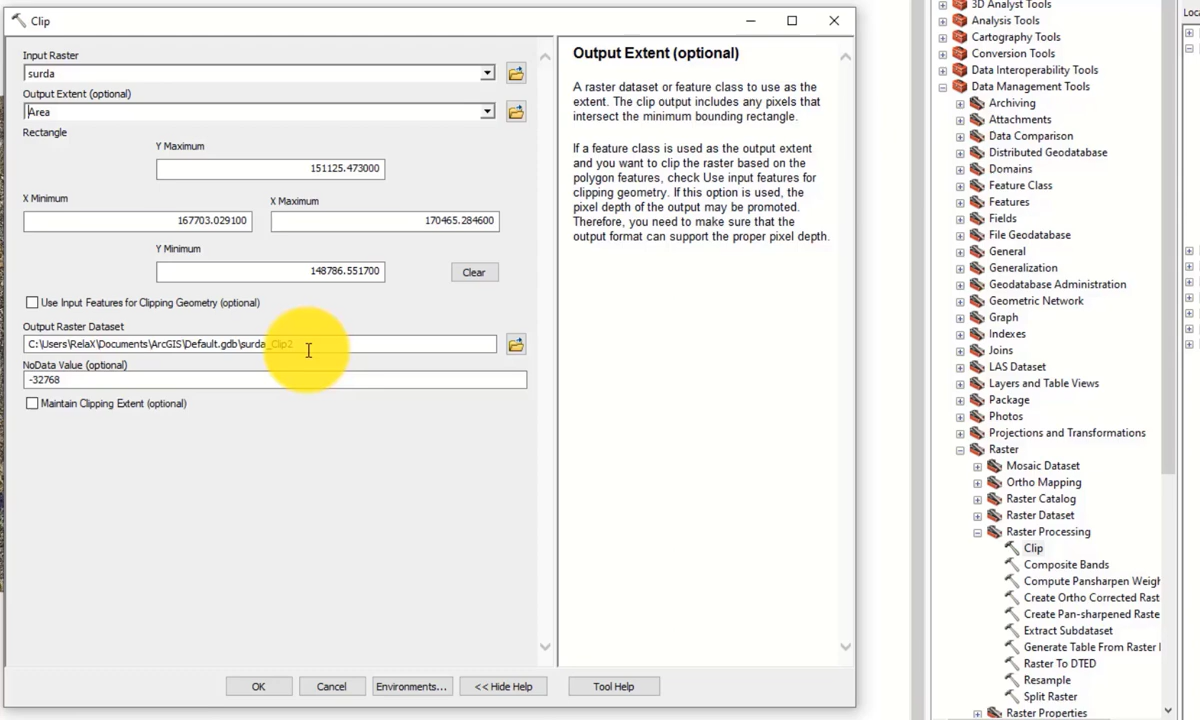 Clip
Input Raster
surda
Output Extent (optional)
Area
Rectangle
Y Maximum
151125.473000
X Minimum
X Maximum
167703.029100
170465.284600
Y Minimum
148786.551700
Clear
Use Input Features for Clipping Geometry (optional)
Output Raster Dataset
C:\Users\RelaX\Documents\ArcGIS\Default.gdb\surda_Clip2
NoData Value (optional)
-32768
Maintain Clipping Extent (optional)
OK
Cancel
Environments...
<< Hide Help
Tool Help
Output Extent (optional)
A raster dataset or feature class to use as the
extent. The clip output includes any pixels that
intersect the minimum bounding rectangle.
If a feature class is used as the output extent
and you want to clip the raster based on the
polygon features, check Use input features for
clipping geometry. If this option is used, the
pixel depth of the output may be promoted.
Therefore, you need to make sure that the
output format can support the proper pixel depth.
3D Analyst Tools
Analysis Tools
Cartography Tools
Conversion Tools
Data Interoperability Tools
Data Management Tools
Archiving
Attachments
Data Comparison
Distributed Geodatabase
Domains
Feature Class
Features
Fields
File Geodatabase
General
Generalization
Geodatabase Administration
Geometric Network
Graph
Indexes
Joins
LAS Dataset
Layers and Table Views
Package
Photos
Projections and Transformations
Raster
Mosaic Dataset
Ortho Mapping
Raster Catalog
Raster Dataset
Raster Processing
Clip
Composite Bands
Compute Pansharpen Weigh
Create Ortho Corrected Rast
Create Pan-sharpened Raste
Extract Subdataset
Generate Table From Raster
Raster To DTED
Resample
Split Raster
Raster Properties
Loca